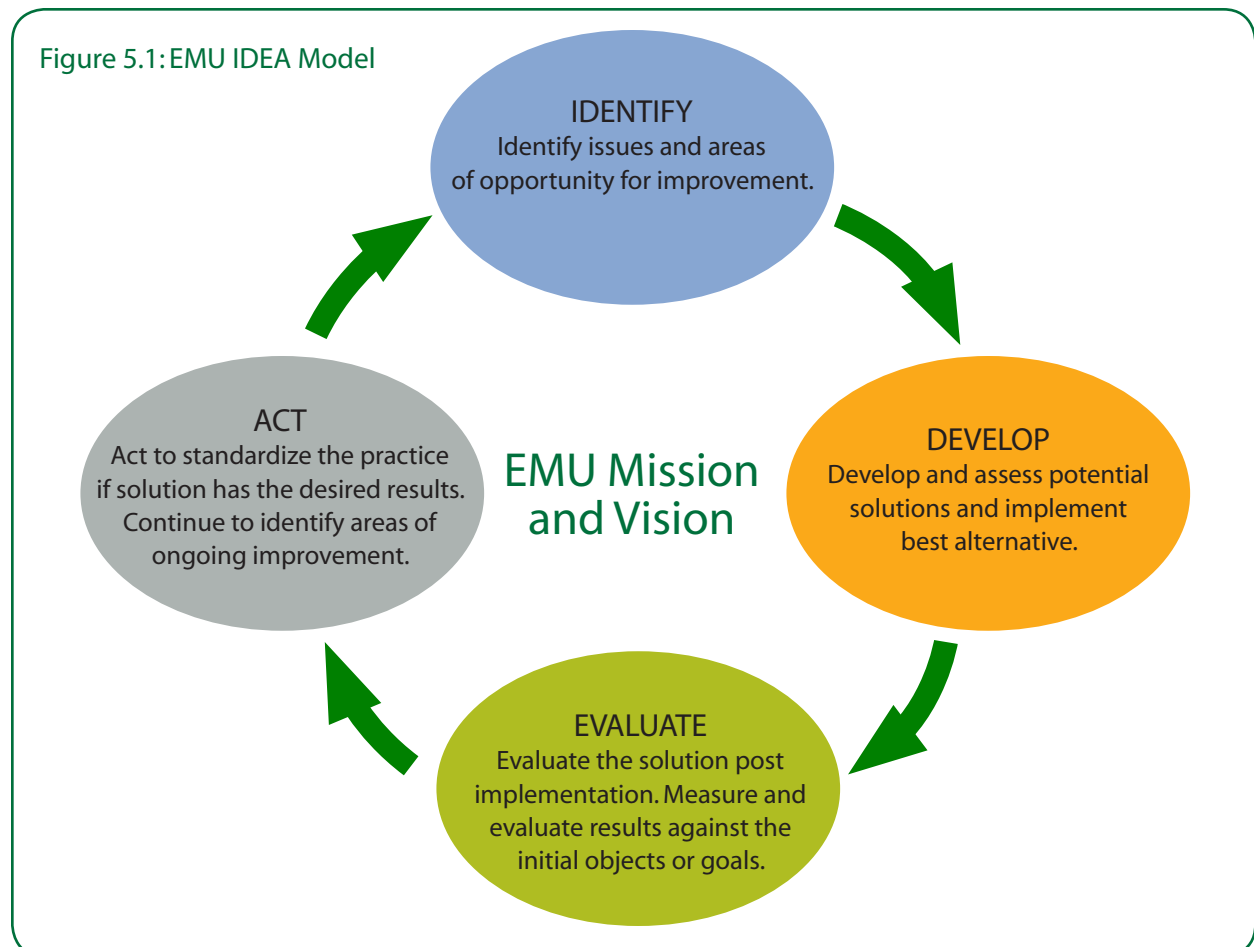 Figure 5.1: EMU IDEA Model
IDENTIFY
Identify issues and areas
of opportunity for improvement.
DEVELOP
Develop and assess potential
solutions and implement
best alternative.
EVALUATE
Evaluate the solution post
implementation. Measure and
evaluate results against the
initial objects or goals.
ACT
Act to standardize the practice
if solution has the desired results.
Continue to identify areas of
ongoing improvement.
EMU Mission
and Vision